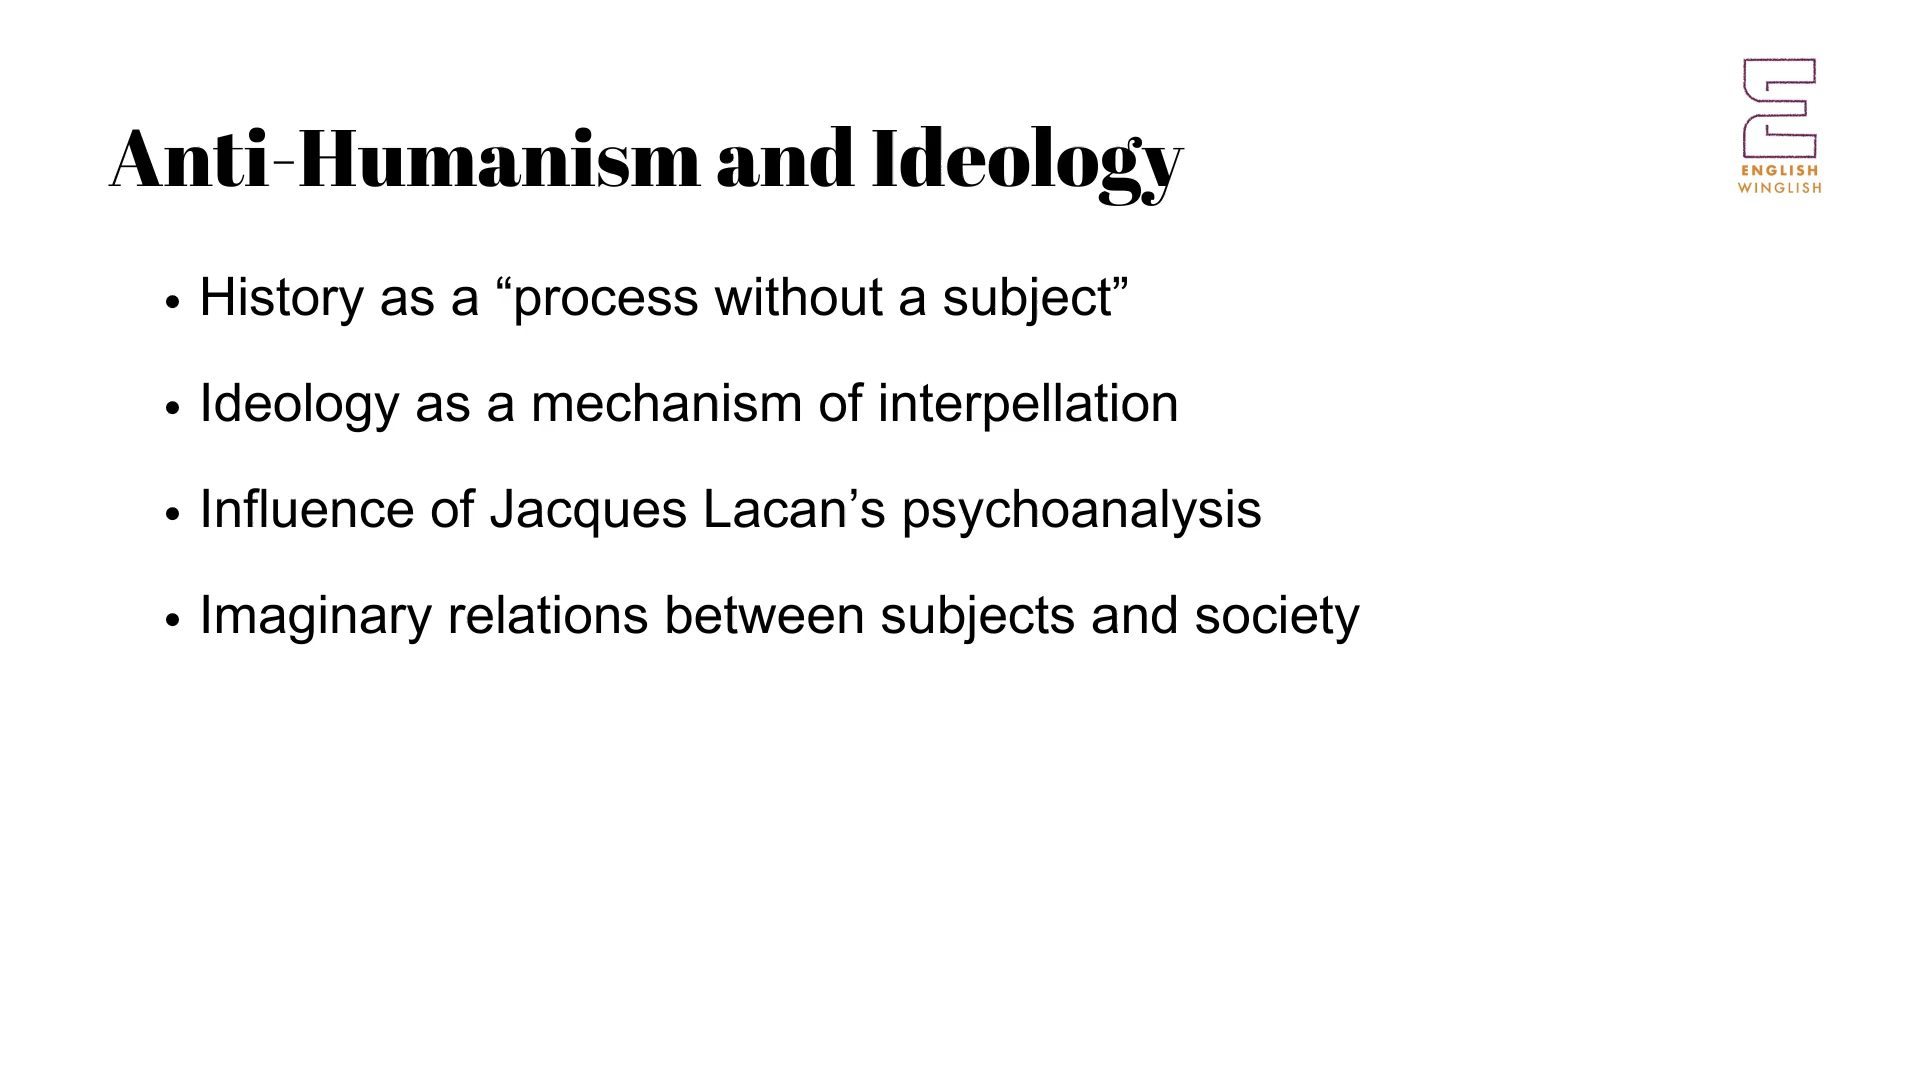 Anti-Humanism and Ideology
ENGLISH
WINGLISH
• History as a “process without a subject”
• Ideology as a mechanism of interpellation
• Influence of Jacques Lacan’s psychoanalysis
• Imaginary relations between subjects and society